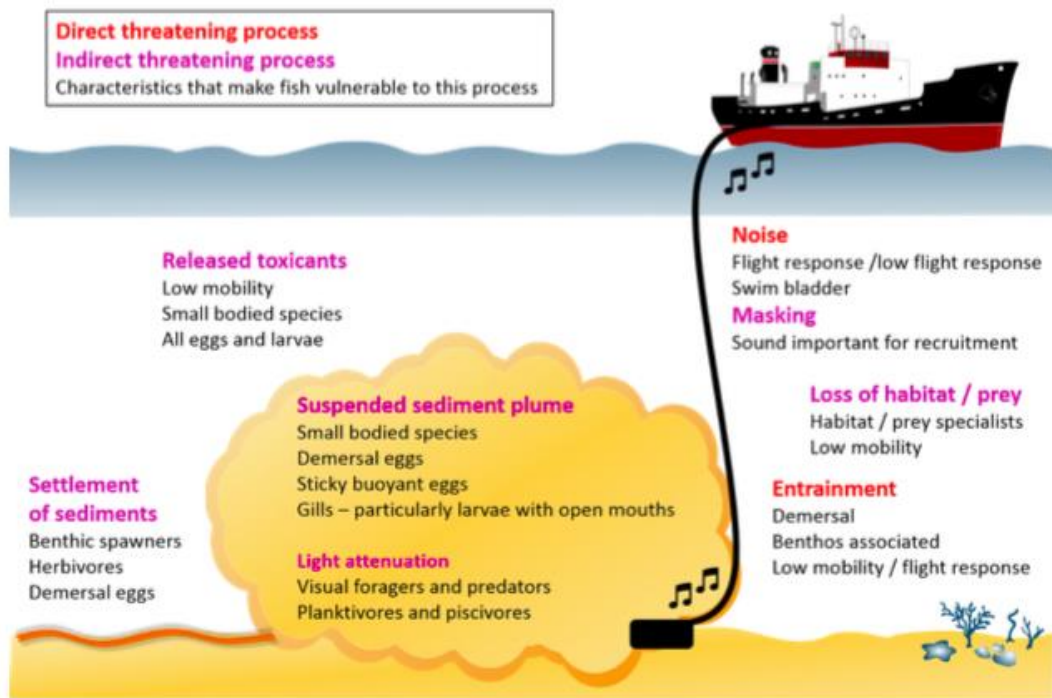 Direct threatening process
Indirect threatening process
Characteristics that make fish vulnerable to this process
Released toxicants
Low mobility
Small bodied species
All eggs and larvae
Noise
Flight response /low flight response
Swim bladder
Masking
Sound important for recruitment
Suspended sediment plume
Small bodied species
Demersal eggs
Sticky buoyant eggs
Gills – particularly larvae with open mouths
Light attenuation
Visual foragers and predators
Planktivores and piscivores
Loss of habitat / prey
Habitat / prey specialists
Low mobility
Settlement
of sediments
Benthic spawners
Herbivores
Demersal eggs
Entrainment
Demersal
Benthos associated
Low mobility / flight response